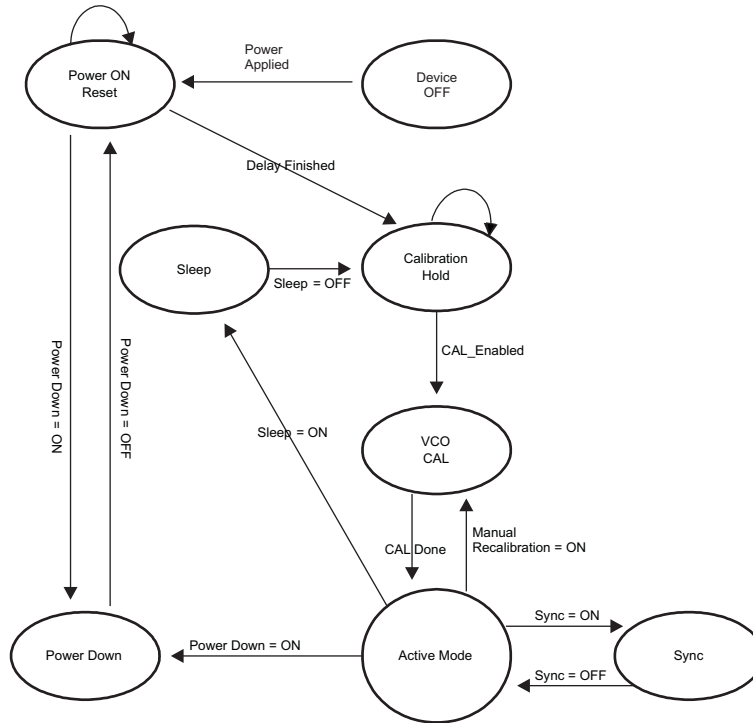 Power
Applied
Power ON
Reset
Device
OFF
Delay Finished
Sleep
Calibration
Hold
Sleep = OFF
CAL_Enabled
Power Down = ON
Power Down = OFF
Sleep = ON
VCO
CAL
CAL Done
Manual
Recalibration = ON
Power Down
Power Down = ON
Active Mode
Sync = ON
Sync = OFF
Sync